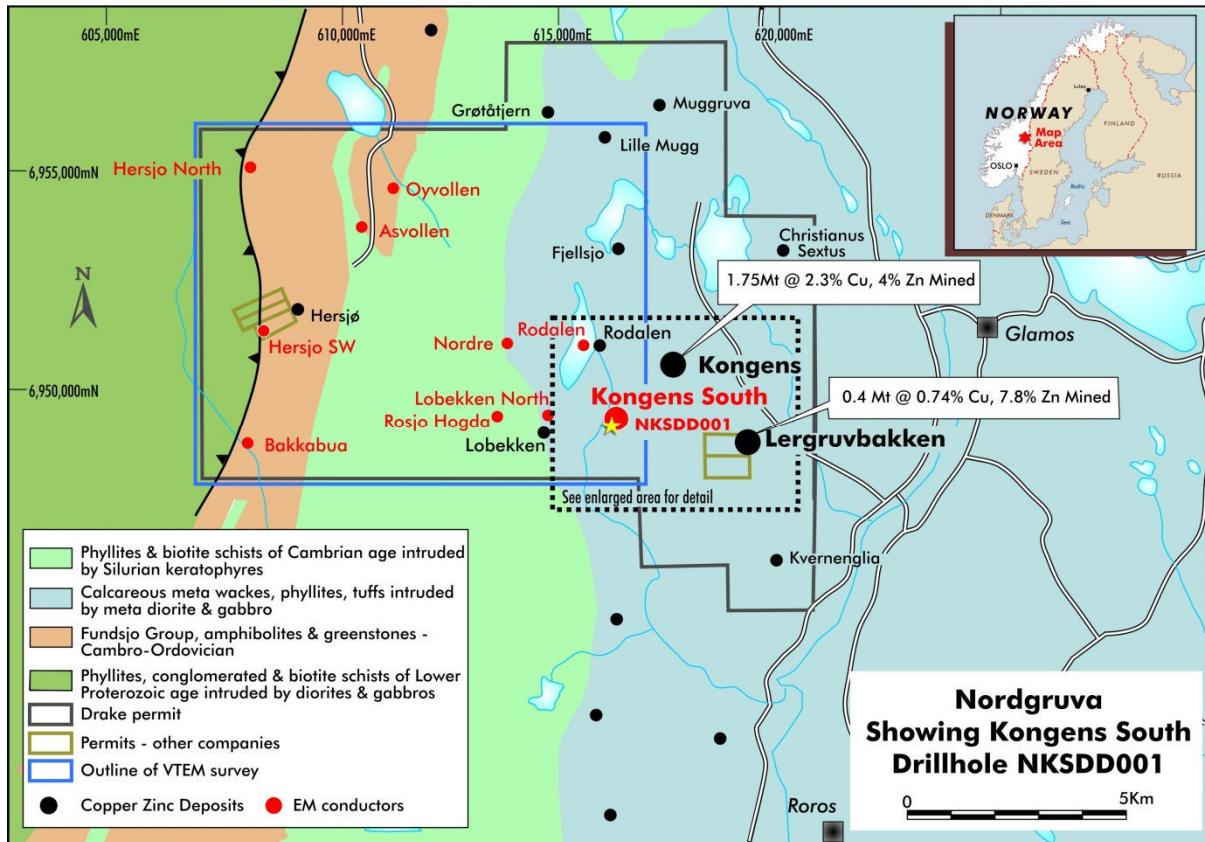 605,000mE
610,000mE
615,000mE
620,000mE
6,955,000mN
6,950,000mN
N
Grøtåtjern
Muggruva
Lille Mugg
Hersjo North
Oyvollen
Asvollen
Fjellsjo
Christianus
Sextus
1.75Mt @ 2.3% Cu, 4% Zn Mined
Hersjø
Hersjo SW
Nordre
Rodalen
Rodalen
Kongens
Glamos
0.4 Mt @ 0.74% Cu, 7.8% Zn Mined
Lobekken North
Kongens South
NKSDD001
Rosjo Hogda
Lobekken
Lergruvbakken
Bakkabua
See enlarged area for detail
Kvernenglia
Roros
NORWAY
Map
Area
OSLO
SWEDEN
FINLAND
Lulea
Baltic
Sea
RUSSIA
DENMARK
Phyllites & biotite schists of Cambrian age intruded
by Silurian keratophyres
Calcareous meta wackes, phyllites, tuffs intruded
by meta diorite & gabbro
Fundsjo Group, amphibolites & greenstones -
Cambro-Ordovician
Phyllites, conglomerated & biotite schists of Lower
Proterozoic age intruded by diorites & gabbros
Drake permit
Permits - other companies
Outline of VTEM survey
Copper Zinc Deposits
EM conductors
Nordgruva
Showing Kongens South
Drillhole NKSDD001
0
5Km